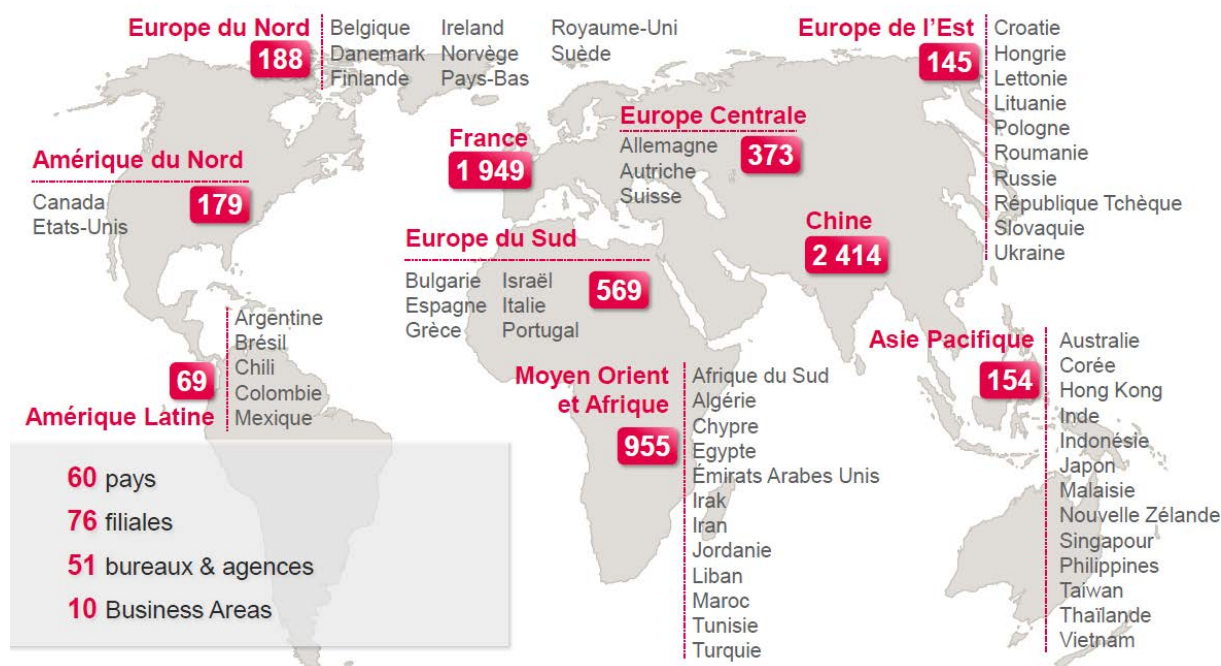 Europe du Nord
188
Belgique
Danemark
Finlande
Ireland
Norvège
Pays-Bas
Royaume-Uni
Suède
Europe de l’Est
145
Croatie
Hongrie
Lettonie
Lituanie
Pologne
Roumanie
Russie
République Tchèque
Slovaquie
Ukraine
Amérique du Nord
179
Canada
Etats-Unis
France
1 949
Europe Centrale
373
Allemagne
Autriche
Suisse
Chine
2 414
Europe du Sud
569
Bulgarie
Espagne
Grèce
Israël
Italie
Portugal
69
Amérique Latine
Argentine
Brésil
Chili
Colombie
Mexique
Moyen Orient
et Afrique
955
Afrique du Sud
Algérie
Chypre
Egypte
Émirats Arabes Unis
Irak
Iran
Jordanie
Liban
Maroc
Tunisie
Turquie
Asie Pacifique
154
Australie
Corée
Hong Kong
Inde
Indonésie
Japon
Malaisie
Nouvelle Zélande
Singapour
Philippines
Taiwan
Thaïlande
Vietnam
60 pays
76 filiales
51 bureaux & agences
10 Business Areas